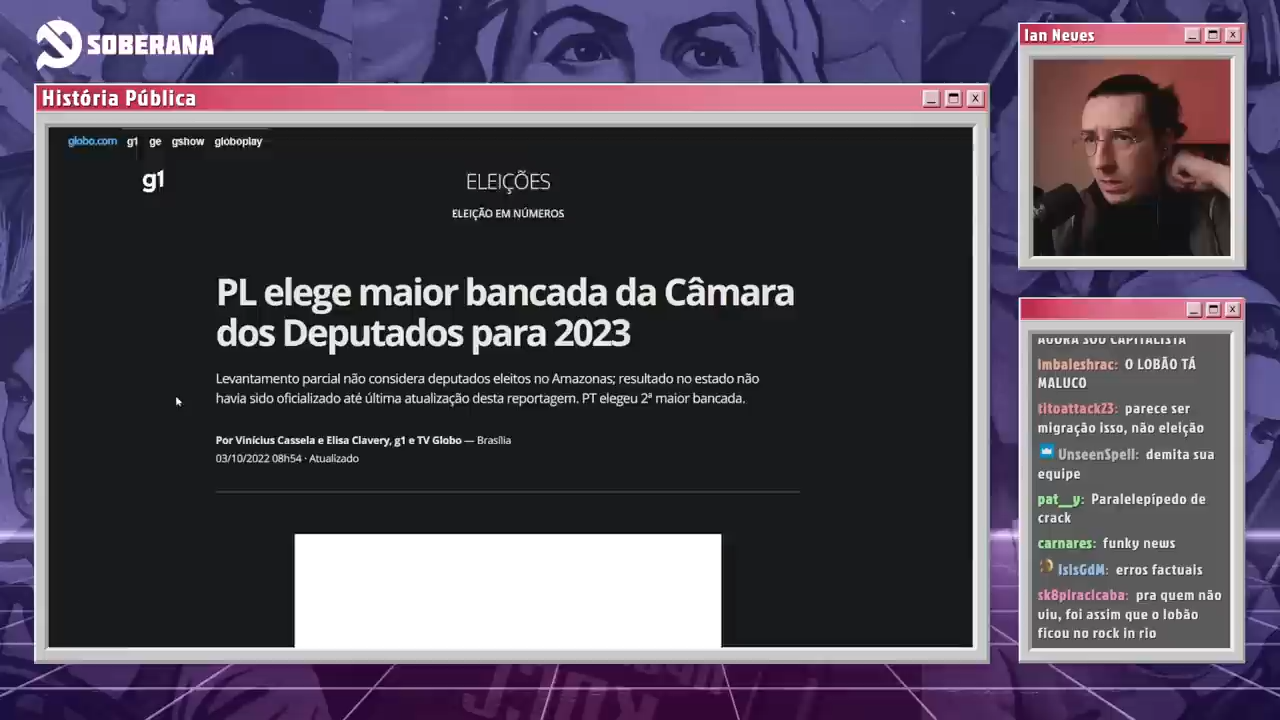 SOBERANA
História Pública
globo.com g1 ge gshow globoplay
g1
ELEIÇÕES
ELEIÇÃO EM NÚMEROS
PL elege maior bancada da Câmara
dos Deputados para 2023
Levantamento parcial não considera deputados eleitos no Amazonas; resultado no estado não
havia sido oficializado até última atualização desta reportagem. PT elegeu 2ª maior bancada.
Por Vinícius Cassela e Elisa Clavery, g1 e TV Globo — Brasília
03/10/2022 08h54 · Atualizado
Ian Neves
AGORA SOU CAPITALISTA
imbaleshrac: O LOBÃO TÁ
MALUCO
titoattack23: parece ser
migração isso, não eleição
UnseenSpell: demita sua
equipe
pat__y: Paralelepípedo de
crack
carnares: funky news
IsisGdM: erros factuais
sk8piracicaba: pra quem não
viu, foi assim que o lobão
ficou no rock in rio